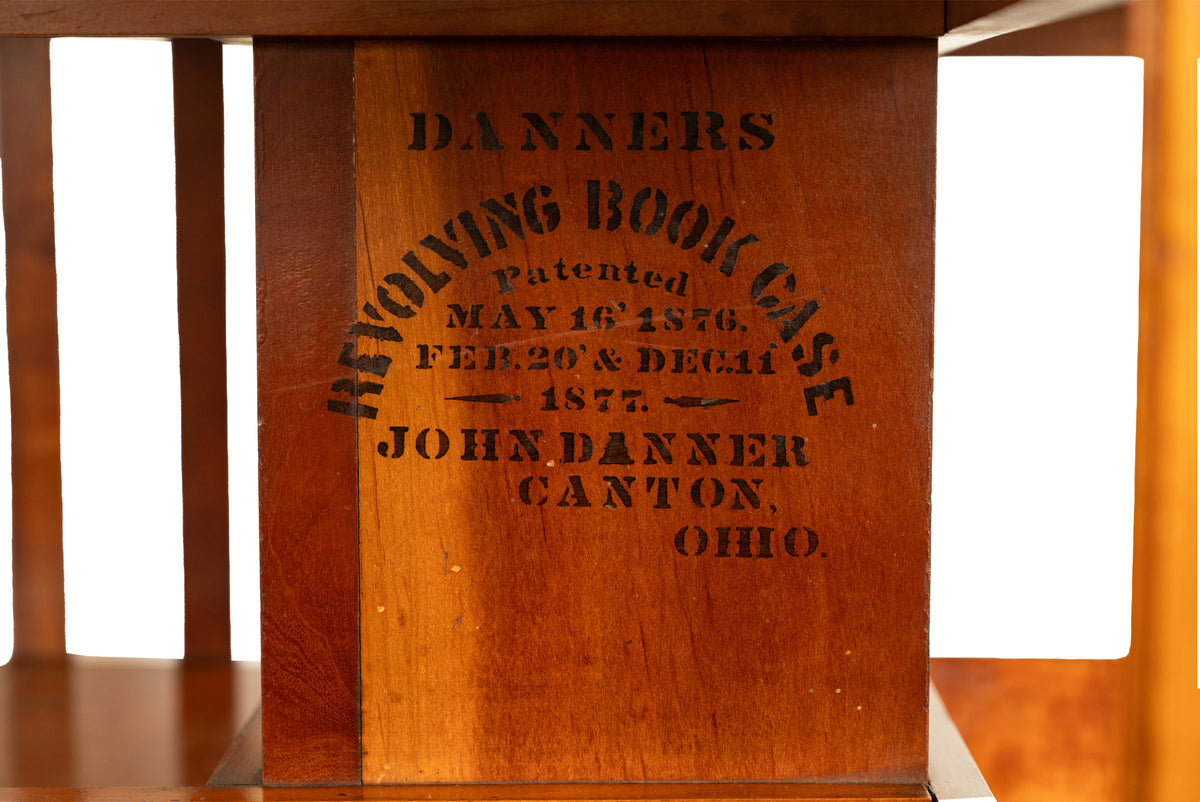 DANNERS
REVOLVING BOOK CASE
Patented
MAY 16' 1876.
FEB. 20' & DEC. 11'
1877.
JOHN DANNER
CANTON,
OHIO.